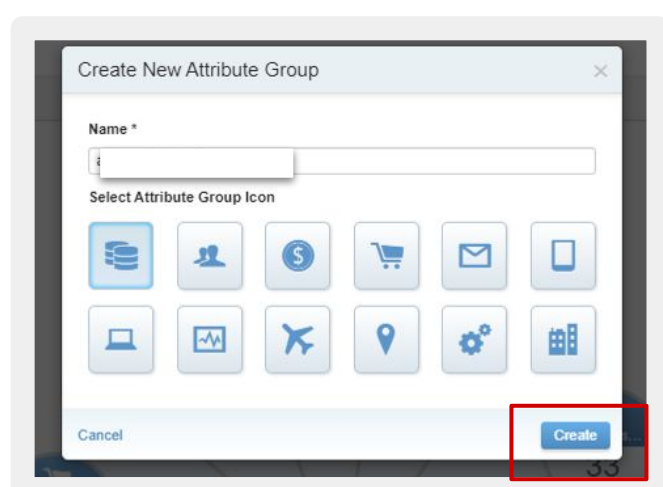 Create New Attribute Group
Name *
Select Attribute Group Icon
$
Cancel
Create
33